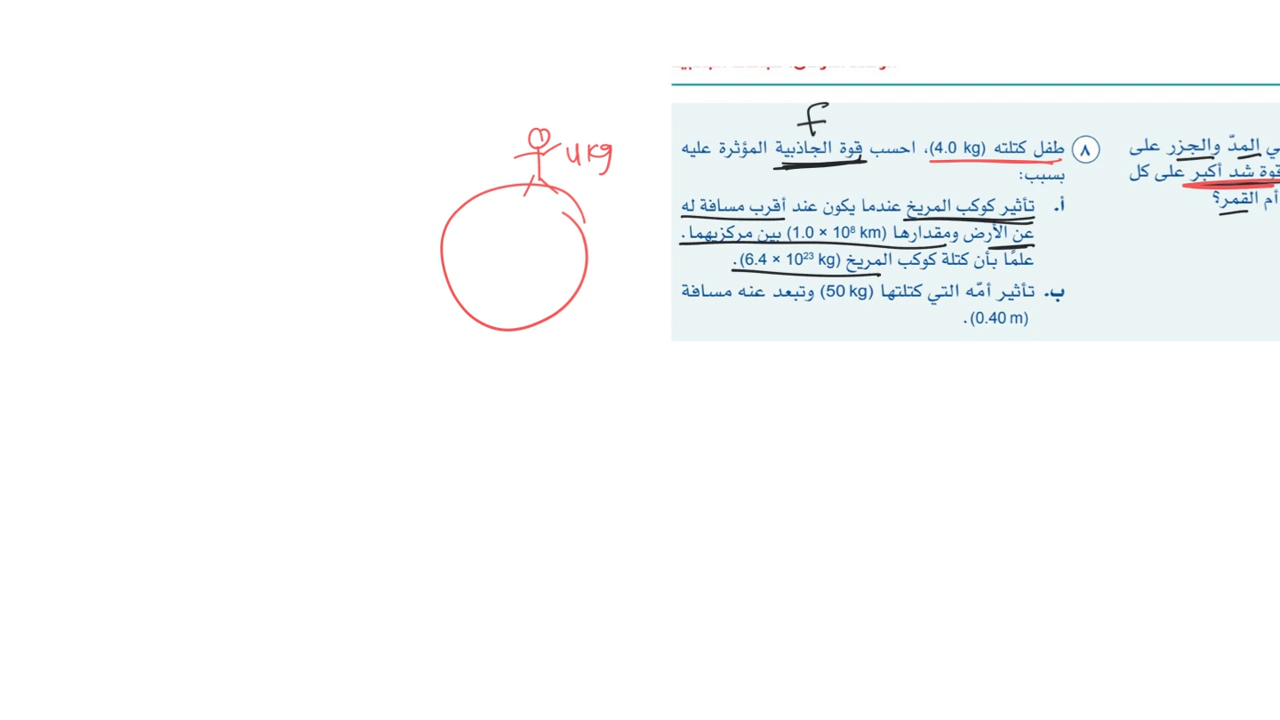 ي المدّ والجزر على
قوة شد أكبر على كل
أم القمر؟
f
٨ طفل كتلته (4.0 kg)، احسب قوة الجاذبية المؤثرة عليه
بسبب:
أ. تأثير كوكب المريخ عندما يكون عند أقرب مسافة له
عن الأرض ومقدارها (1.0 × 10⁸ km) بين مركزيهما.
علمًا بأن كتلة كوكب المريخ (6.4 × 10²³ kg).
ب. تأثير أمّه التي كتلتها (50 kg) وتبعد عنه مسافة
(0.40 m).
4 kg